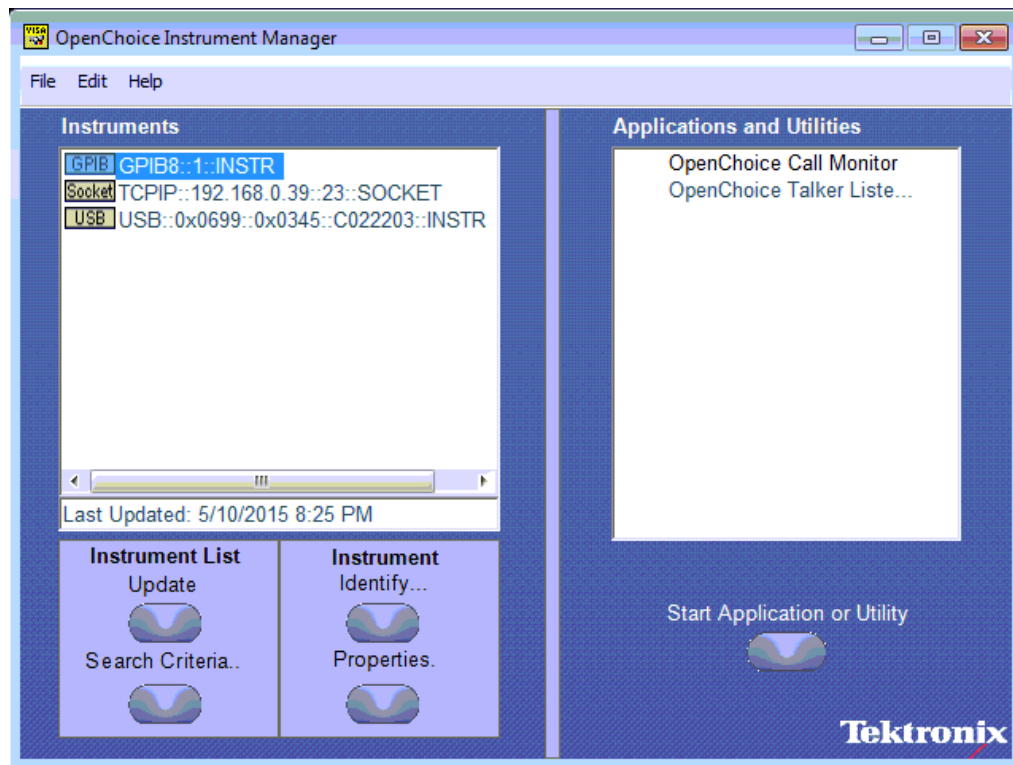 VISA
OpenChoice Instrument Manager
File Edit Help
Instruments
GPIB GPIB8::1::INSTR
Socket TCPIP::192.168.0.39::23::SOCKET
USB USB::0x0699::0x0345::C022203::INSTR
Last Updated: 5/10/2015 8:25 PM
Instrument List
Update
Search Criteria..
Instrument
Identify...
Properties.
Applications and Utilities
OpenChoice Call Monitor
OpenChoice Talker Liste...
Start Application or Utility
Tektronix